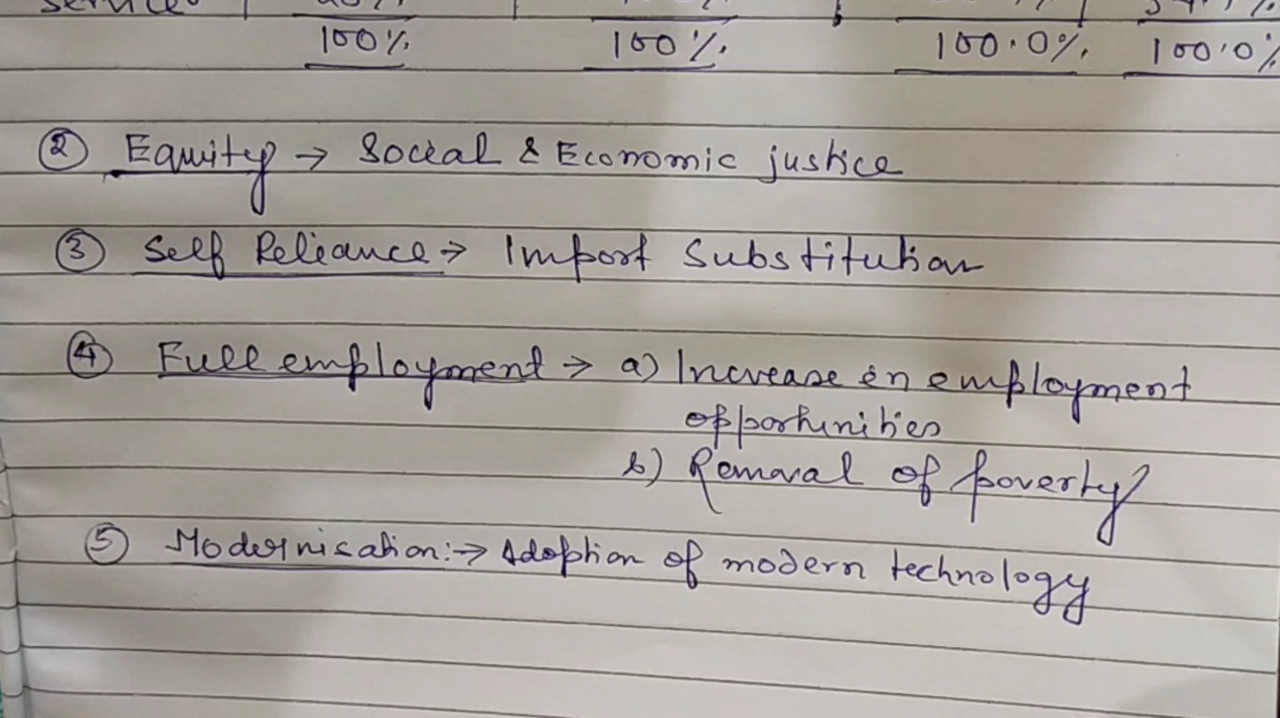 100% 100% 100.0% 100.0%
② Equity → Social & Economic justice
③ Self Reliance → Import Substitution
④ Full employment → a) Increase in employment
opportunities
b) Removal of poverty
⑤ Modernisation:→ Adoption of modern technology